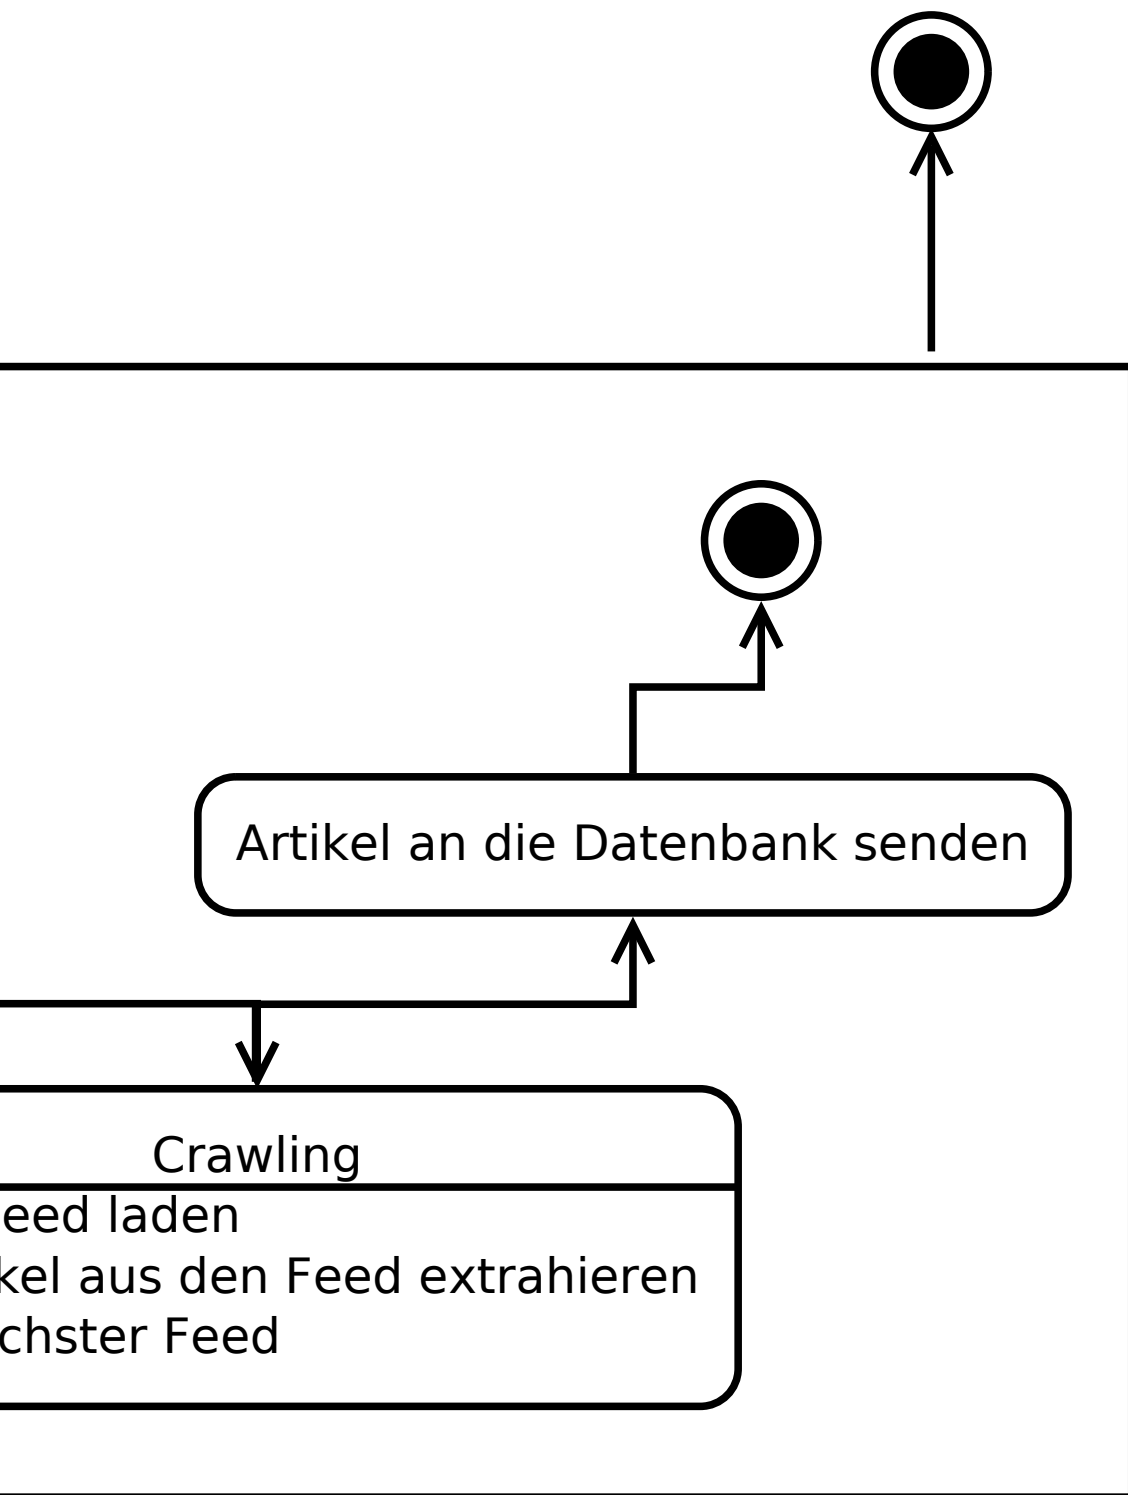 Artikel an die Datenbank senden
Crawling
eed laden
kel aus den Feed extrahieren
chster Feed